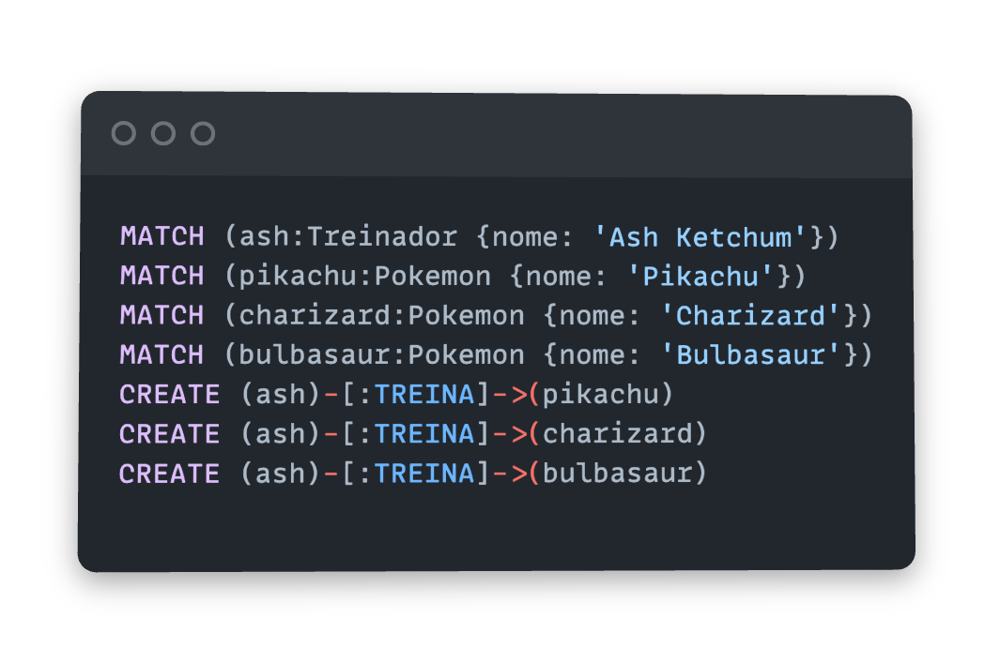 MATCH (ash:Treinador {nome: 'Ash Ketchum'})
MATCH (pikachu:Pokemon {nome: 'Pikachu'})
MATCH (charizard:Pokemon {nome: 'Charizard'})
MATCH (bulbasaur:Pokemon {nome: 'Bulbasaur'})
CREATE (ash)-[:TREINA]->(pikachu)
CREATE (ash)-[:TREINA]->(charizard)
CREATE (ash)-[:TREINA]->(bulbasaur)